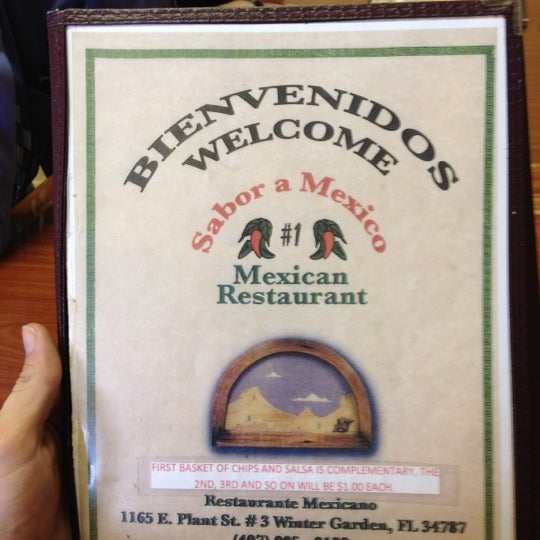 BIENVENIDOS
WELCOME
Sabor a Mexico
#1
Mexican
Restaurant
FIRST BASKET OF CHIPS AND SALSA IS COMPLEMENTARY, THE
2ND, 3RD AND SO ON WILL BE $1.00 EACH.
Restaurante Mexicano
1165 E. Plant St. # 3 Winter Garden, FL 34787